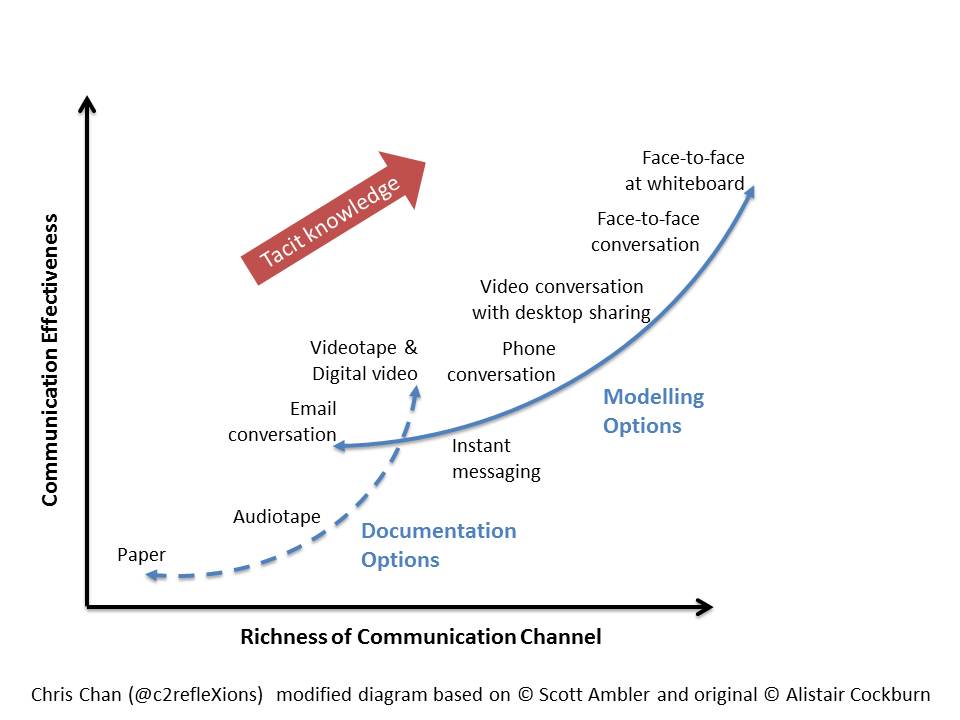 Face-to-face
at whiteboard
Tacit knowledge
Face-to-face
conversation
Video conversation
with desktop sharing
Videotape &
Digital video
Phone
conversation
Modelling
Options
Email
conversation
Instant
messaging
Audiotape
Documentation
Options
Paper
Communication Effectiveness
Richness of Communication Channel
Chris Chan (@c2refleXions) modified diagram based on © Scott Ambler and original © Alistair Cockburn